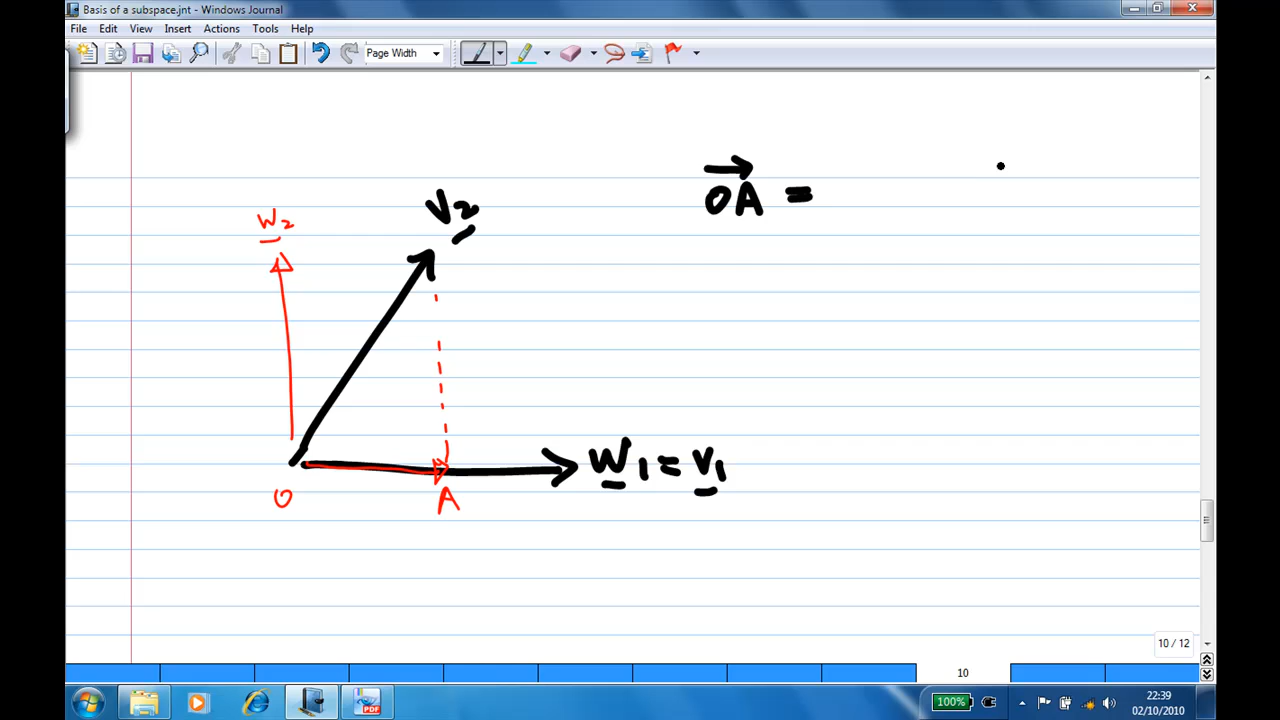 Basis of a subspace.jnt - Windows Journal
File Edit View Insert Actions Tools Help
Page Width
OA =
v2
w2
w1 = v1
O A
10 / 12
10
PDF
100%
22:39
02/10/2010